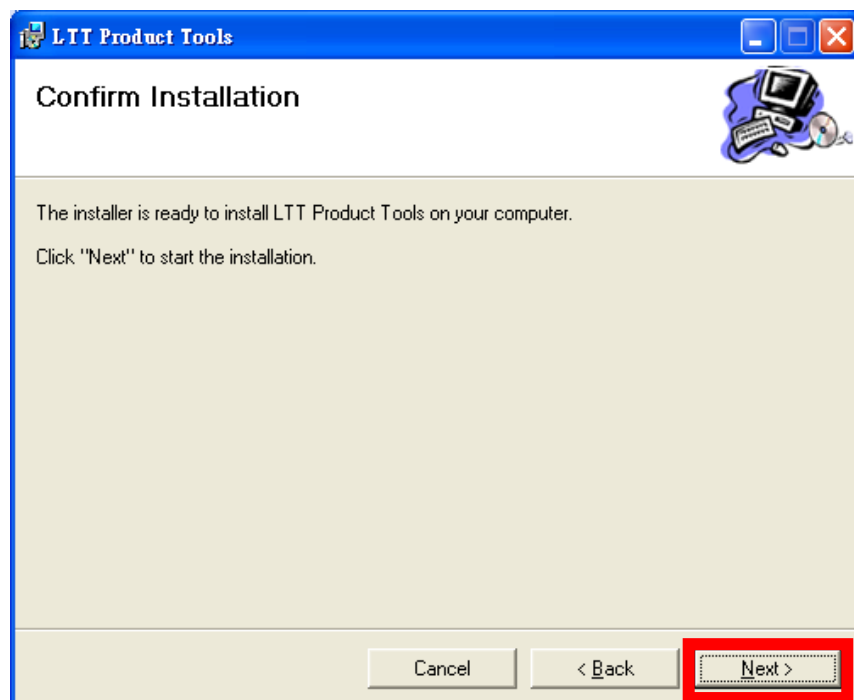 LTT Product Tools
Confirm Installation
The installer is ready to install LTT Product Tools on your computer.
Click "Next" to start the installation.
Cancel
< Back
Next >